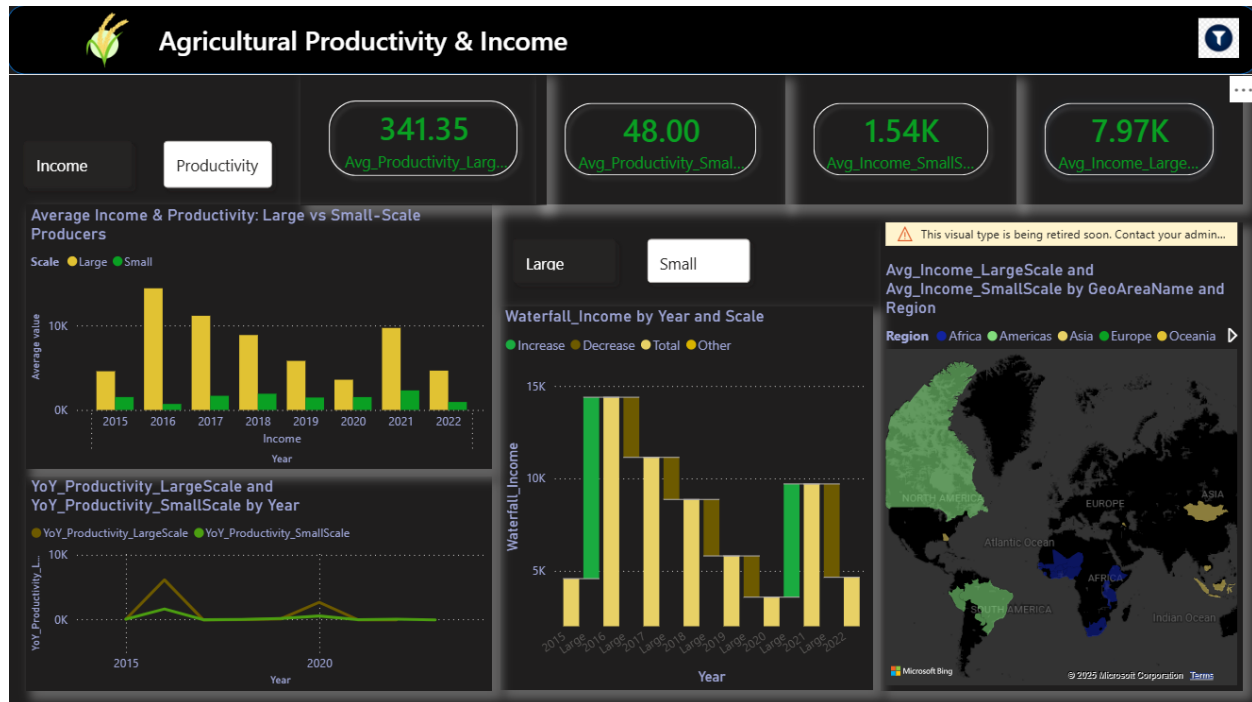 Agricultural Productivity & Income
341.35
Avg_Productivity_Larg...
48.00
Avg_Productivity_Smal...
1.54K
Avg_Income_SmallS...
7.97K
Avg_Income_Large...
Income
Productivity
Average Income & Productivity: Large vs Small-Scale
Producers
Scale Large Small
Average value
10K
0K
2015 2016 2017 2018 2019 2020 2021 2022
Income
Year
YoY_Productivity_LargeScale and
YoY_Productivity_SmallScale by Year
YoY_Productivity_LargeScale YoY_Productivity_SmallScale
YoY_Productivity_L...
10K
0K
2015 2020
Year
Large
Small
Waterfall_Income by Year and Scale
Increase Decrease Total Other
Waterfall_Income
15K
10K
5K
2015 Large 2016 Large 2017 Large 2018 Large 2019 Large 2020 Large 2021 Large 2022
Year
This visual type is being retired soon. Contact your admin...
Avg_Income_LargeScale and
Avg_Income_SmallScale by GeoAreaName and
Region
Region Africa Americas Asia Europe Oceania
NORTH AMERICA
EUROPE
ASIA
Atlantic Ocean
AFRICA
SOUTH AMERICA
Indian Ocean
Microsoft Bing
© 2025 Microsoft Corporation Terms